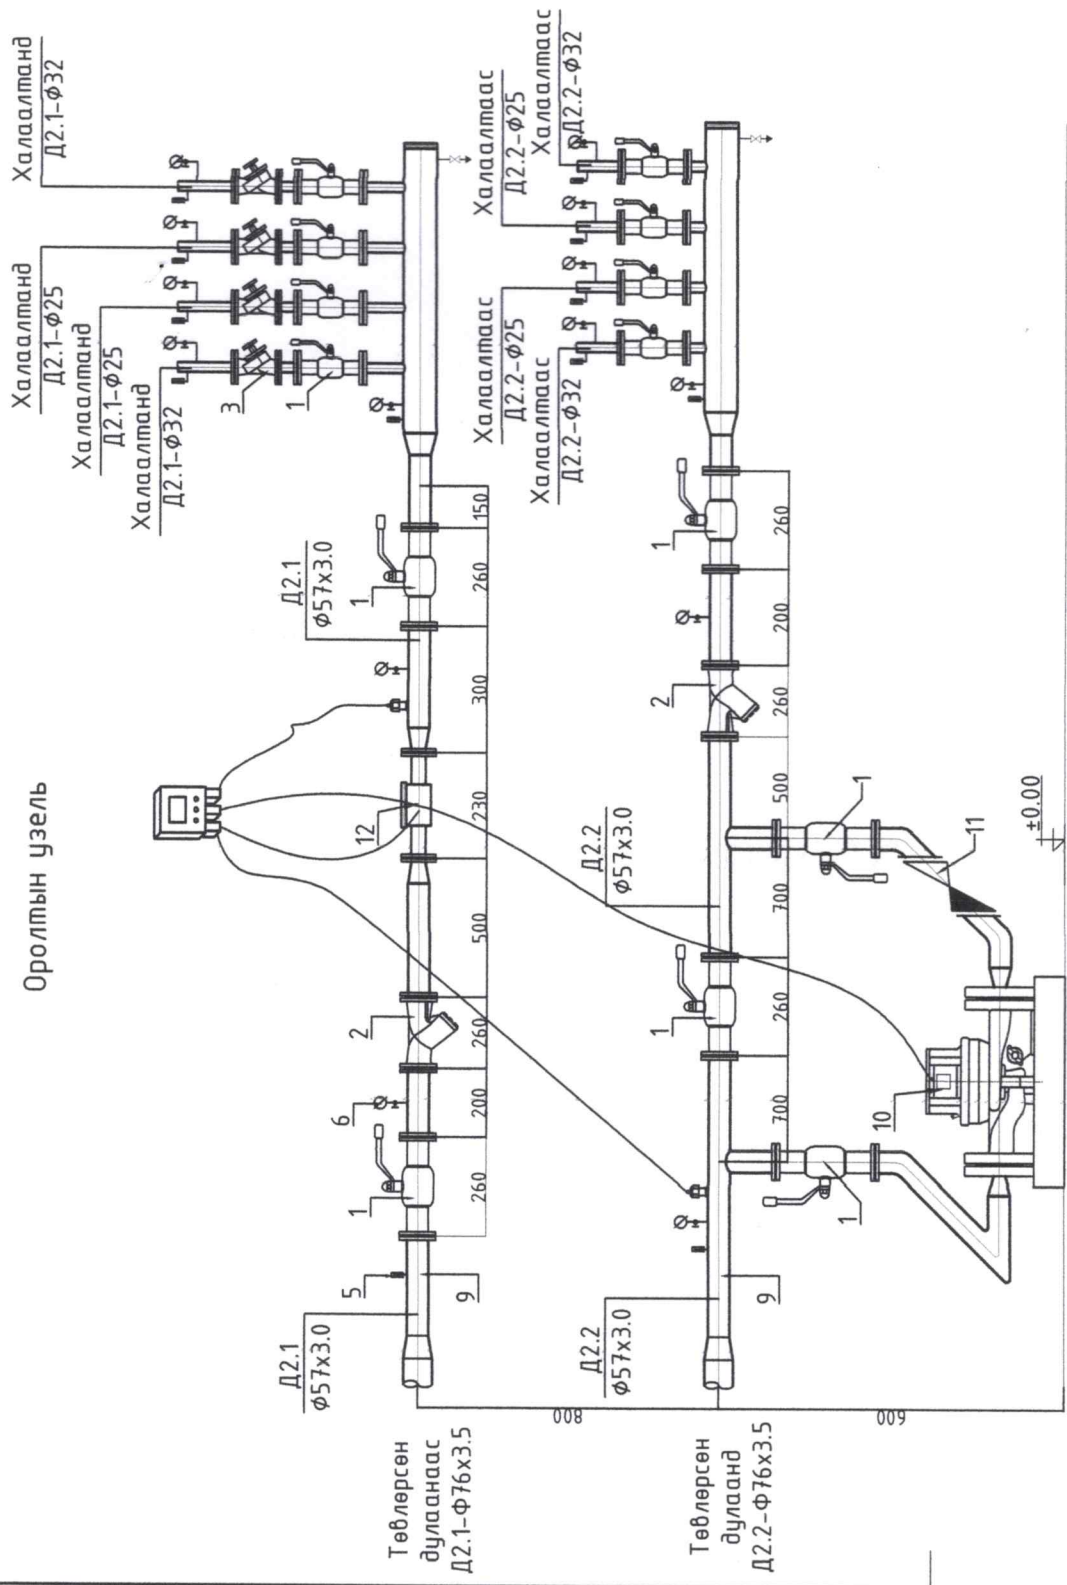 Оролтын узель
Халаалтанд
Д2.1-Ф32
Халаалтанд
Д2.1-Ф25
Халаалтанд
Д2.1-Ф25
Халаалтанд
Д2.1-Ф32
3
1
Д2.1
Ф57х3.0
1
12
2
6
1
5
9
Д2.1
Ф57х3.0
260
200
260
500
230
300
260
150
Төвлөрсөн
дулаанаас
Д2.1-Ф76х3.5
800
Халаалтаас
Д2.2-Ф32
Халаалтаас
Д2.2-Ф25
Халаалтаас
Д2.2-Ф25
Халаалтаас
Д2.2-Ф32
1
2
Д2.2
Ф57х3.0
1
Д2.2
Ф57х3.0
9
700
260
700
500
260
200
260
Төвлөрсөн
дулаанд
Д2.2-Ф76х3.5
600
1
1
10
11
±0.00